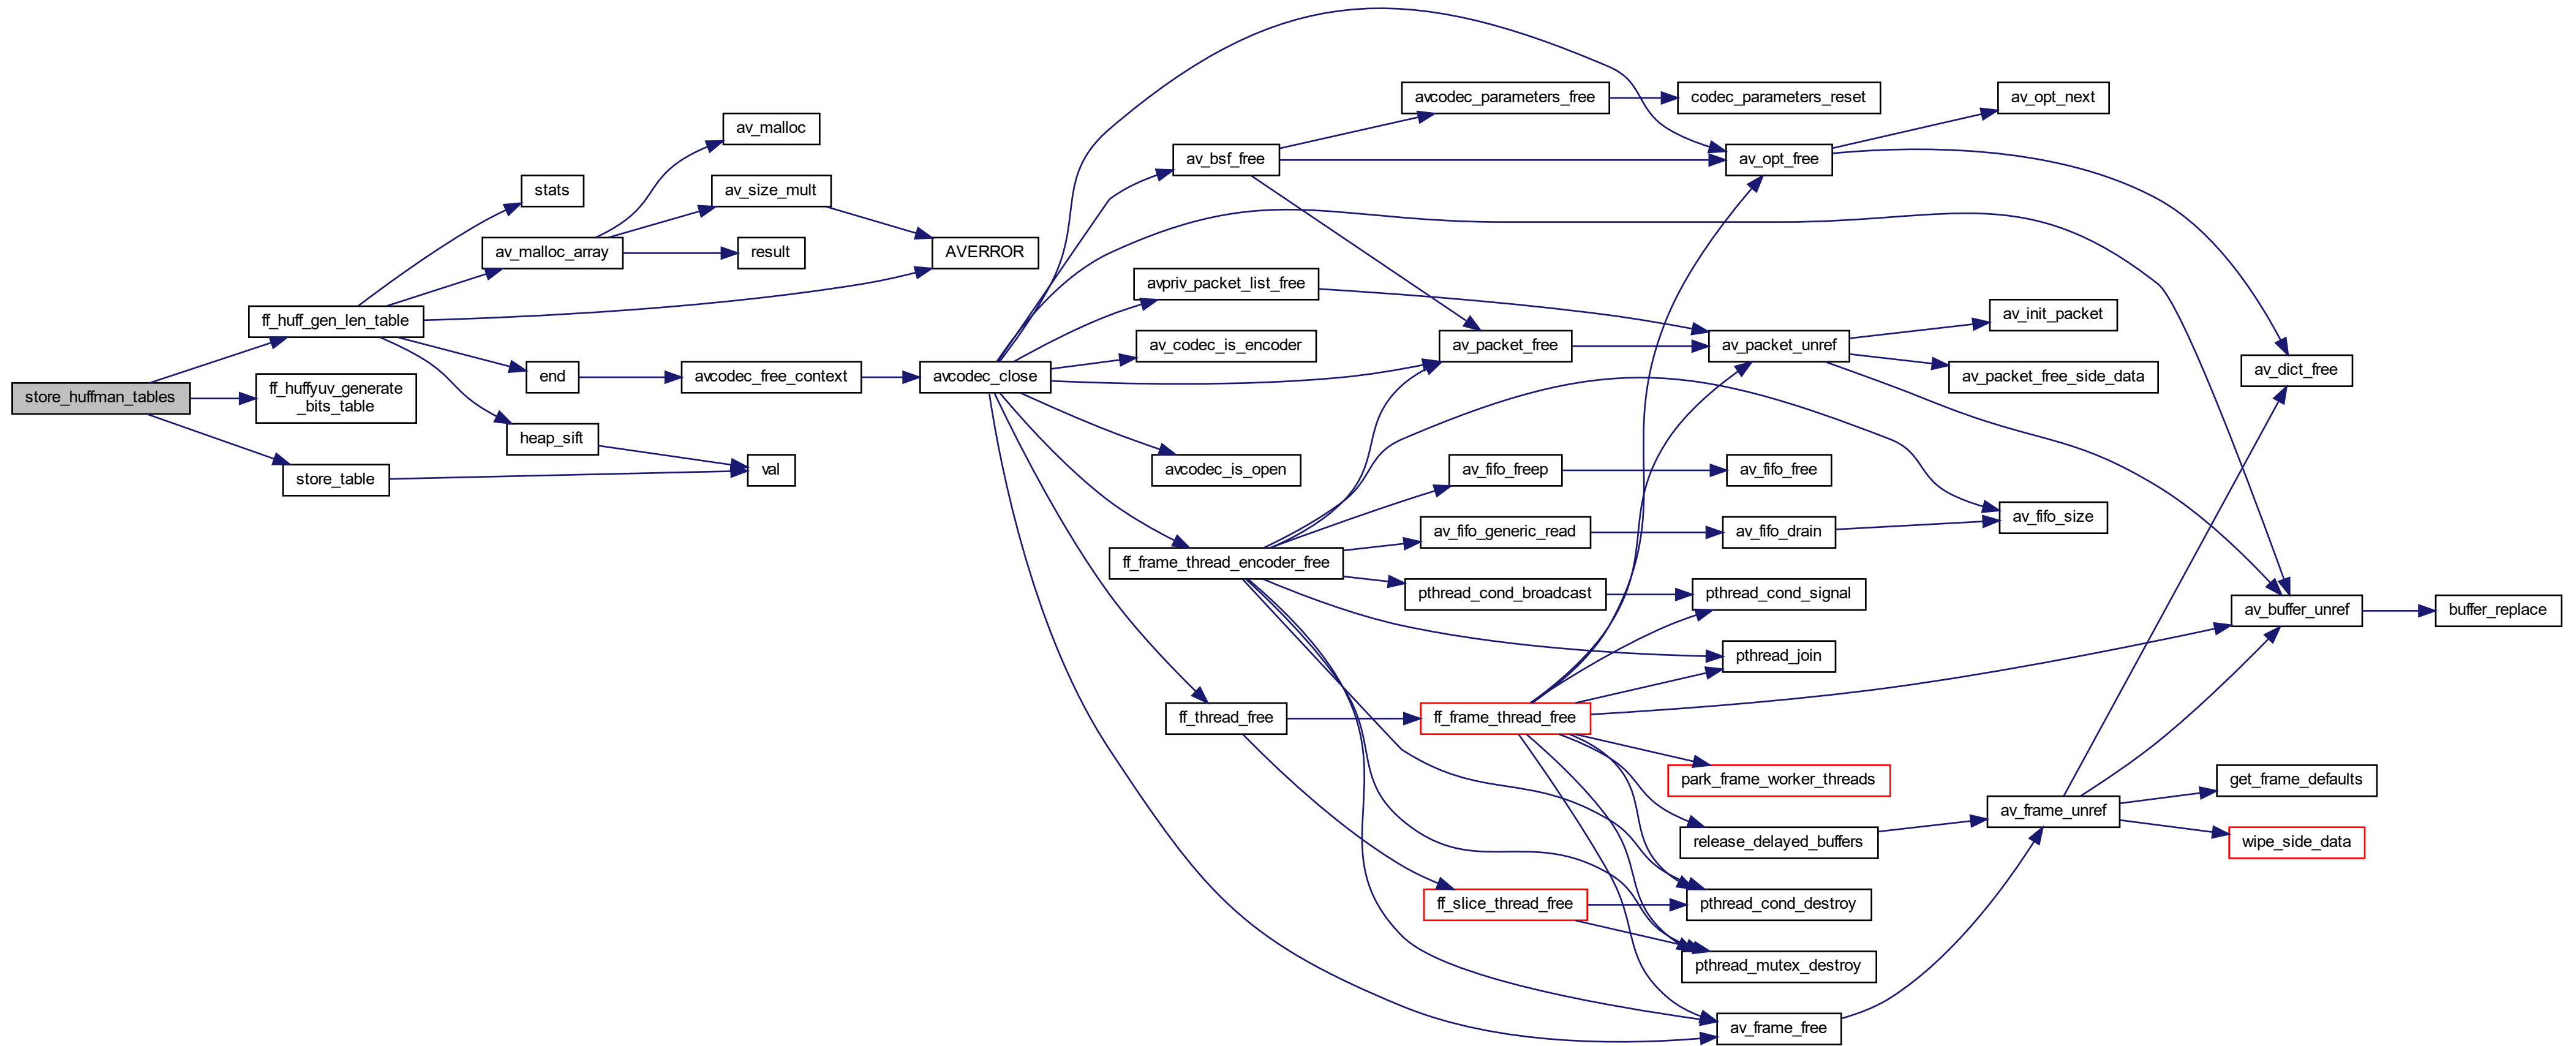 store_huffman_tables
ff_huff_gen_len_table
ff_huffyuv_generate
_bits_table
store_table
stats
av_malloc_array
end
heap_sift
av_malloc
av_size_mult
result
avcodec_free_context
val
AVERROR
avcodec_close
av_bsf_free
avpriv_packet_list_free
av_codec_is_encoder
avcodec_is_open
ff_frame_thread_encoder_free
ff_thread_free
avcodec_parameters_free
av_packet_free
av_fifo_freep
av_fifo_generic_read
pthread_cond_broadcast
ff_frame_thread_free
ff_slice_thread_free
codec_parameters_reset
av_opt_free
av_packet_unref
av_fifo_free
av_fifo_drain
pthread_cond_signal
pthread_join
park_frame_worker_threads
release_delayed_buffers
pthread_cond_destroy
pthread_mutex_destroy
av_frame_free
av_opt_next
av_init_packet
av_packet_free_side_data
av_fifo_size
av_frame_unref
av_dict_free
av_buffer_unref
get_frame_defaults
wipe_side_data
buffer_replace